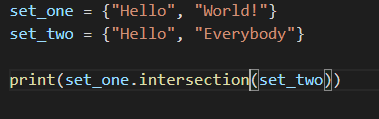 set_one = {"Hello", "World!"}
set_two = {"Hello", "Everybody"}
print(set_one.intersection(set_two))